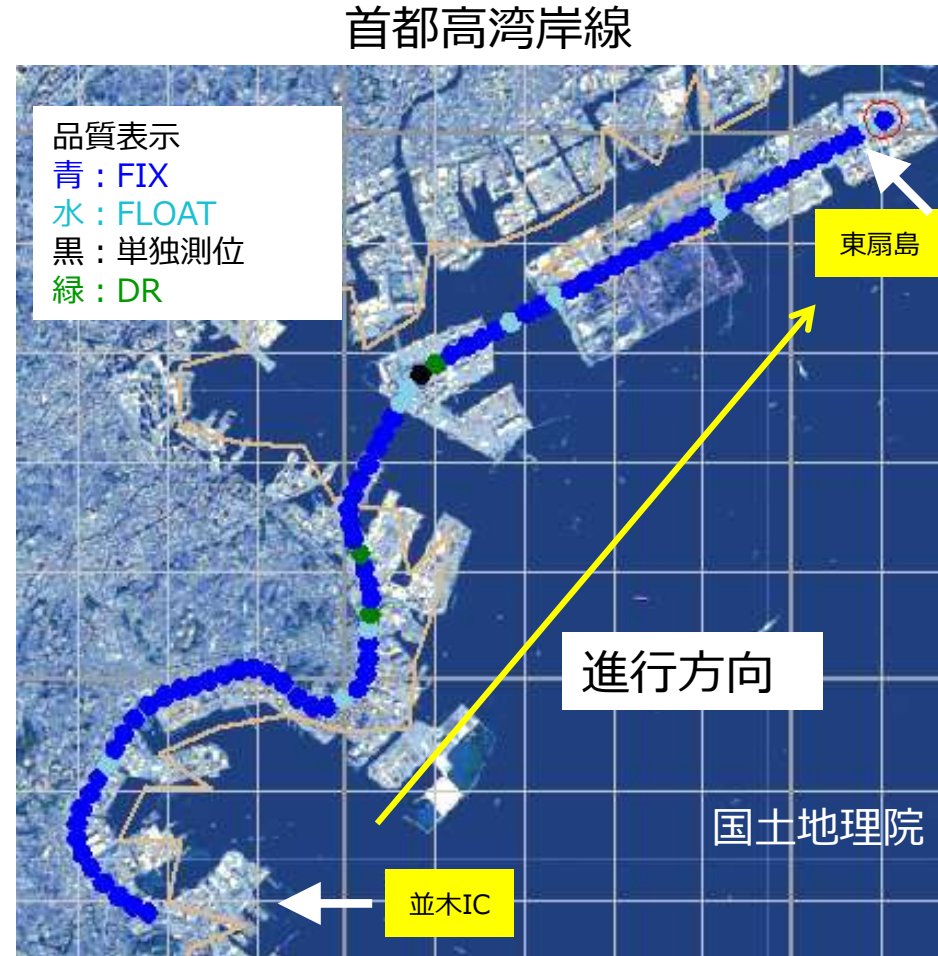 首都高湾岸線
品質表示
青：FIX
水：FLOAT
黒：単独測位
緑：DR
東扇島
進行方向
国土地理院
並木IC